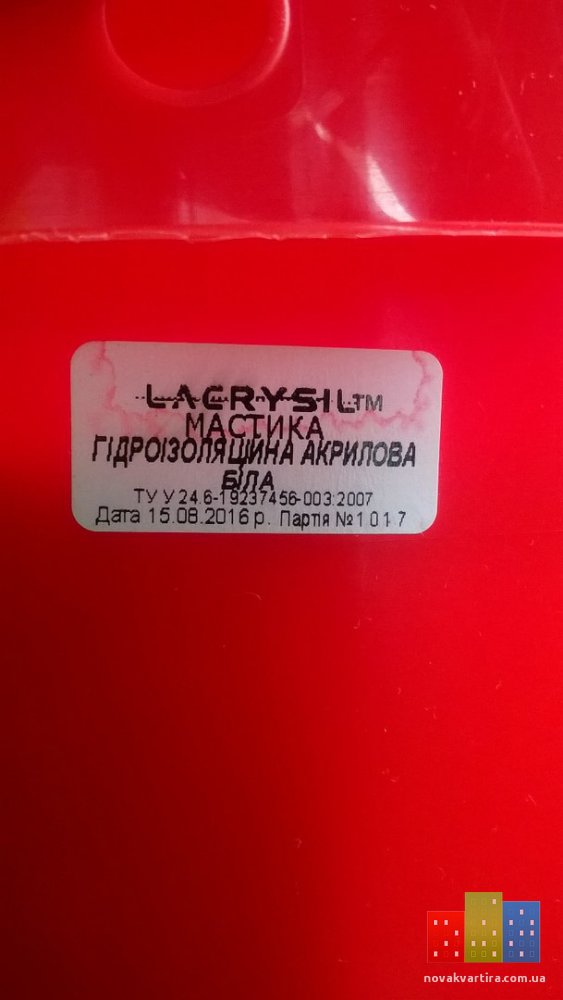 LACRYSIL™
МАСТИКА
ГІДРОІЗОЛЯЦІЙНА АКРИЛОВА
БІЛА
ТУ У 24.6-19237456-003:2007
Дата 15.08.2016 р. Партія №1017
novakvartira.com.ua